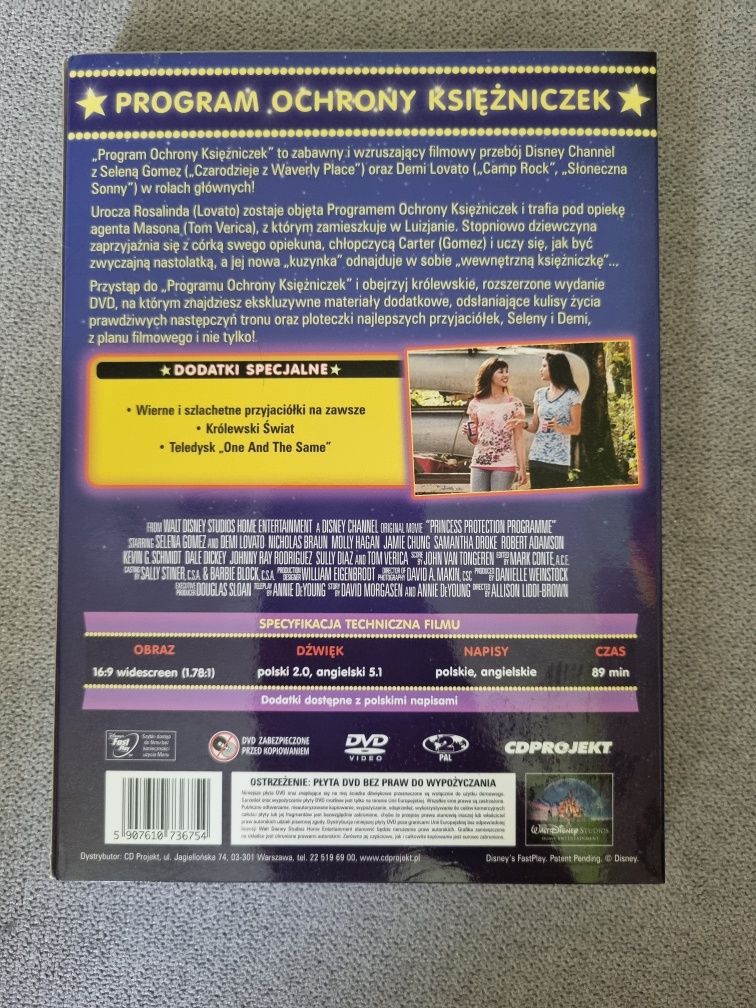 PROGRAM OCHRONY KSIĘŻNICZEK
„Program Ochrony Księżniczek” to zabawny i wzruszający filmowy przebój Disney Channel
z Seleną Gomez („Czarodzieje z Waverly Place”) oraz Demi Lovato („Camp Rock”, „Słoneczna
Sonny”) w rolach głównych!
Urocza Rosalinda (Lovato) zostaje objęta Programem Ochrony Księżniczek i trafia pod opiekę
agenta Masona (Tom Verica), z którym zamieszkuje w Luizjanie. Stopniowo dziewczyna
zaprzyjaźnia się z córką swego opiekuna, chłopczycą Carter (Gomez) i uczy się, jak być
zwyczajną nastolatką, a jej nowa „kuzynka” odnajduje w sobie „wewnętrzną księżniczkę”...
Przystąp do „Programu Ochrony Księżniczek” i obejrzyj królewskie, rozszerzone wydanie
DVD, na którym znajdziesz ekskluzywne materiały dodatkowe, odsłaniające kulisy życia
prawdziwych następczyń tronu oraz ploteczki najlepszych przyjaciółek, Seleny i Demi,
z planu filmowego i nie tylko!
DODATKI SPECJALNE
• Wierne i szlachetne przyjaciółki na zawsze
• Królewski Świat
• Teledysk „One And The Same”
FROM WALT DISNEY STUDIOS HOME ENTERTAINMENT A DISNEY CHANNEL ORIGINAL MOVIE "PRINCESS PROTECTION PROGRAMME"
STARRING SELENA GOMEZ AND DEMI LOVATO NICHOLAS BRAUN MOLLY HAGAN JAMIE CHUNG SAMANTHA DROKE ROBERT ADAMSON
KEVIN G. SCHMIDT DALE DICKEY JOHNNY RAY RODRIGUEZ SULLY DIAZ AND TOM VERICA SCORE BY JOHN VAN TONGEREN EDITED BY MARK CONTE, A.C.E.
CASTING BY SALLY STINER, C.S.A. & BARBIE BLOCK, C.S.A. PRODUCTION DESIGNER WILLIAM EIGENBRODT DIRECTOR OF PHOTOGRAPHY DAVID A. MAKIN, CSC PRODUCED BY DANIELLE WEINSTOCK
EXECUTIVE PRODUCER DOUGLAS SLOAN TELEPLAY BY ANNIE DEYOUNG STORY BY DAVID MORGASEN AND ANNIE DEYOUNG DIRECTED BY ALLISON LIDDI-BROWN
SPECYFIKACJA TECHNICZNA FILMU
OBRAZ DŹWIĘK NAPISY CZAS
16:9 widescreen (1.78:1) polski 2.0, angielski 5.1 polskie, angielskie 89 min
Dodatki dostępne z polskimi napisami
Disney's Fast Play
Szybki dostęp
do filmu bez
konieczności
użycia Menu
DVD ZABEZPIECZONE
PRZED KOPIOWANIEM
DVD
VIDEO
2
PAL
CDPROJEKT
OSTRZEŻENIE: PŁYTA DVD BEZ PRAW DO WYPOŻYCZANIA
5 907610 736754
WALT DISNEY STUDIOS
HOME ENTERTAINMENT
Dystrybutor: CD Projekt, ul. Jagiellońska 74, 03-301 Warszawa, tel. 22 519 69 00, www.cdprojekt.pl
Disney's FastPlay. Patent Pending. © Disney.